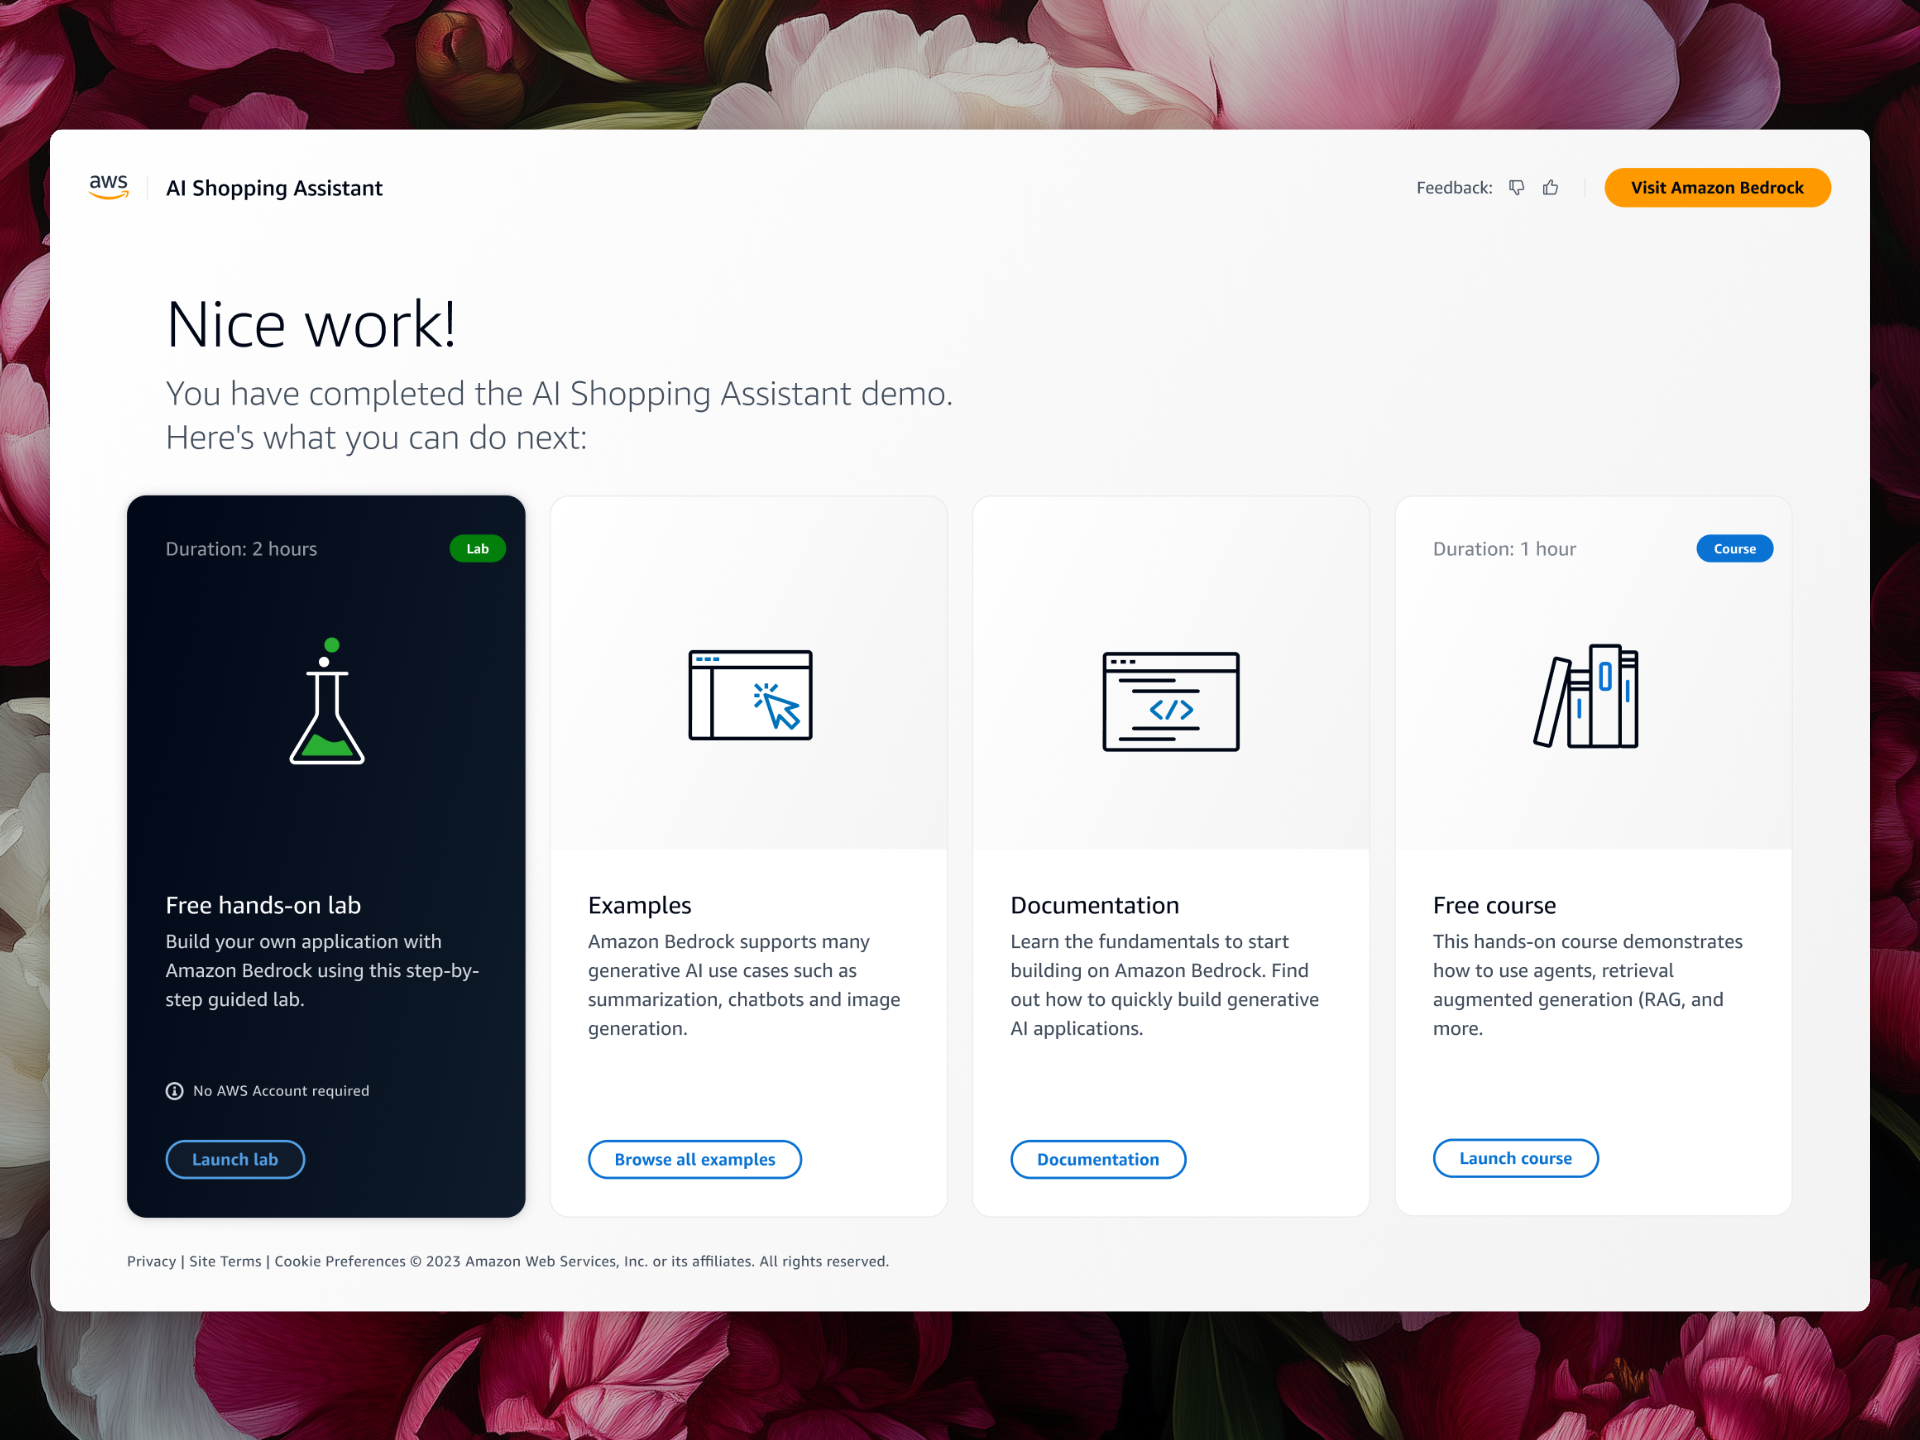 aws
AI Shopping Assistant
Feedback:
Visit Amazon Bedrock
Nice work!
You have completed the AI Shopping Assistant demo.
Here's what you can do next:
Duration: 2 hours
Lab
Free hands-on lab
Build your own application with
Amazon Bedrock using this step-by-
step guided lab.
No AWS Account required
Launch lab
</>
Examples
Amazon Bedrock supports many
generative AI use cases such as
summarization, chatbots and image
generation.
Browse all examples
Documentation
Learn the fundamentals to start
building on Amazon Bedrock. Find
out how to quickly build generative
AI applications.
Documentation
Duration: 1 hour
Course
Free course
This hands-on course demonstrates
how to use agents, retrieval
augmented generation (RAG, and
more.
Launch course
Privacy | Site Terms | Cookie Preferences © 2023 Amazon Web Services, Inc. or its affiliates. All rights reserved.